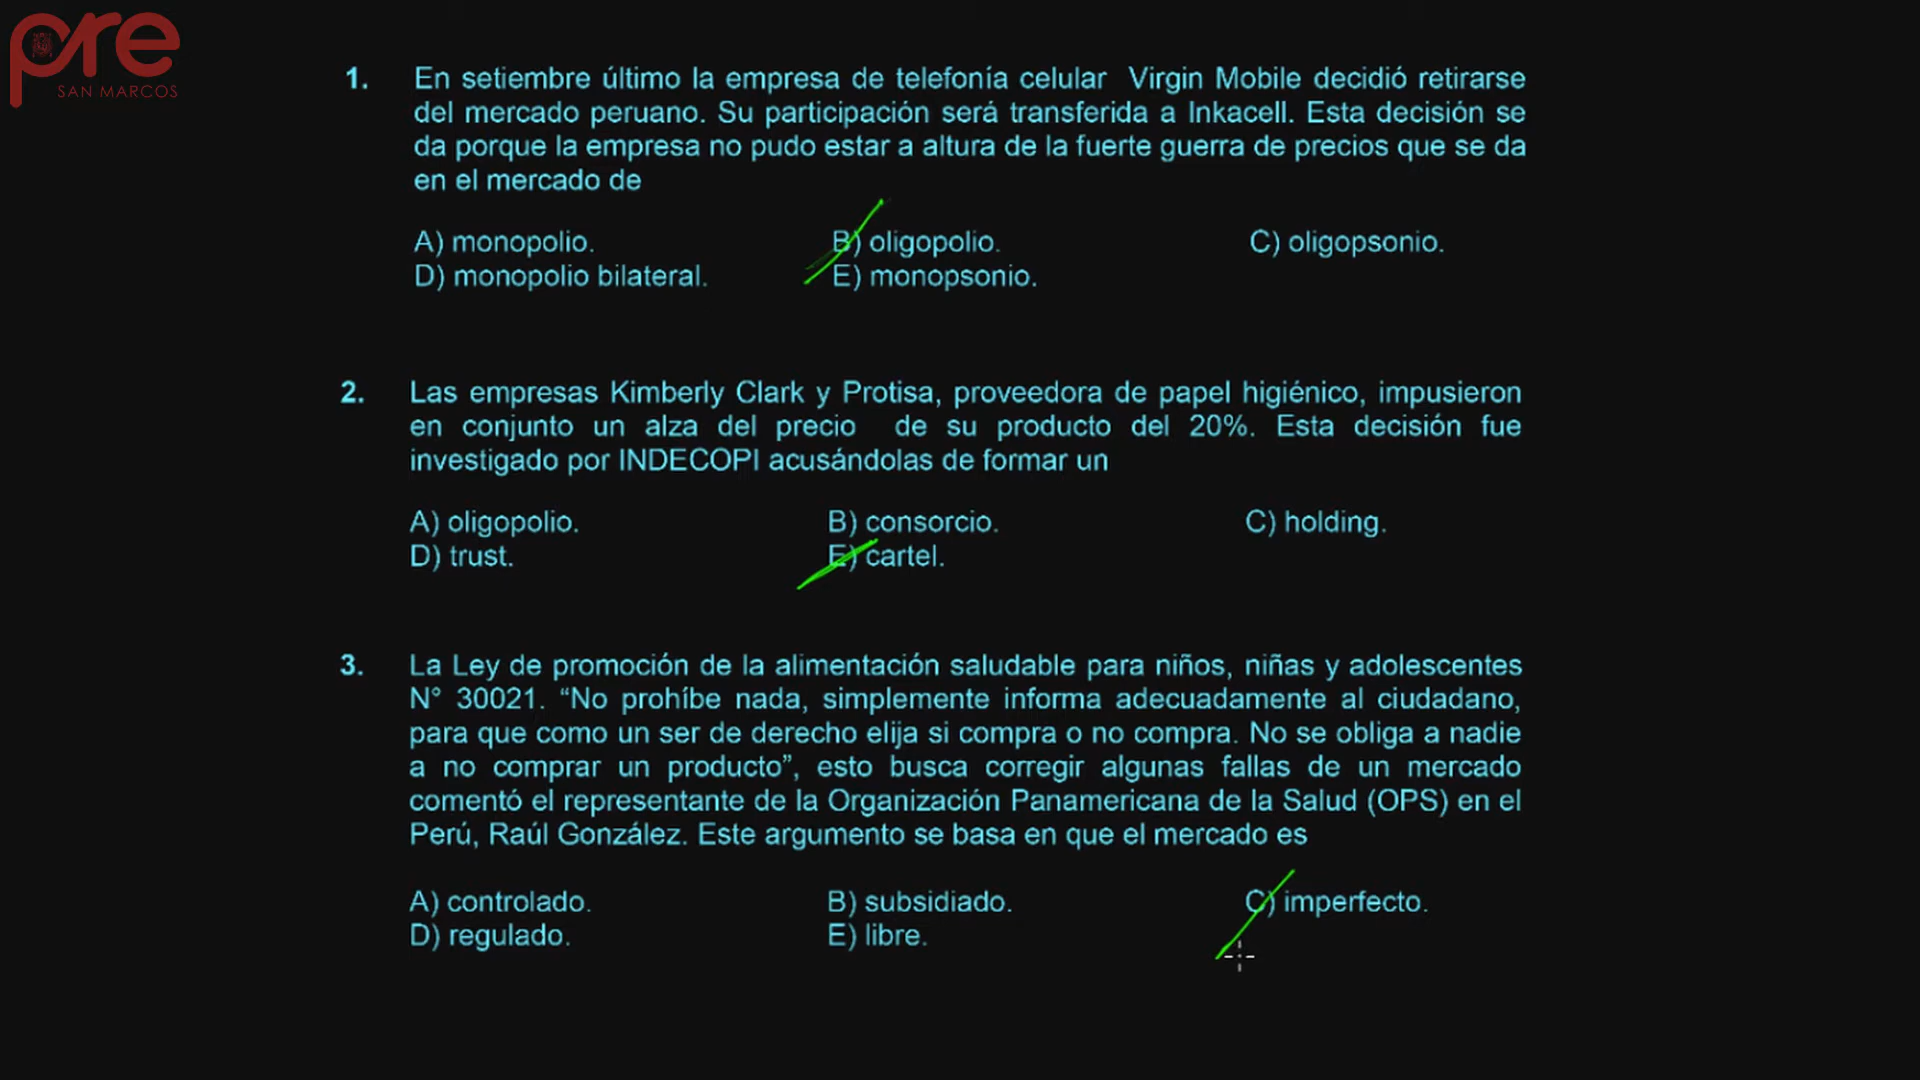 pre
SAN MARCOS
1. En setiembre último la empresa de telefonía celular Virgin Mobile decidió retirarse
del mercado peruano. Su participación será transferida a Inkacell. Esta decisión se
da porque la empresa no pudo estar a altura de la fuerte guerra de precios que se da
en el mercado de
A) monopolio. B) oligopolio. C) oligopsonio.
D) monopolio bilateral. E) monopsonio.
2. Las empresas Kimberly Clark y Protisa, proveedora de papel higiénico, impusieron
en conjunto un alza del precio de su producto del 20%. Esta decisión fue
investigado por INDECOPI acusándolas de formar un
A) oligopolio. B) consorcio. C) holding.
D) trust. E) cartel.
3. La Ley de promoción de la alimentación saludable para niños, niñas y adolescentes
N° 30021. “No prohíbe nada, simplemente informa adecuadamente al ciudadano,
para que como un ser de derecho elija si compra o no compra. No se obliga a nadie
a no comprar un producto”, esto busca corregir algunas fallas de un mercado
comentó el representante de la Organización Panamericana de la Salud (OPS) en el
Perú, Raúl González. Este argumento se basa en que el mercado es
A) controlado. B) subsidiado. C) imperfecto.
D) regulado. E) libre.